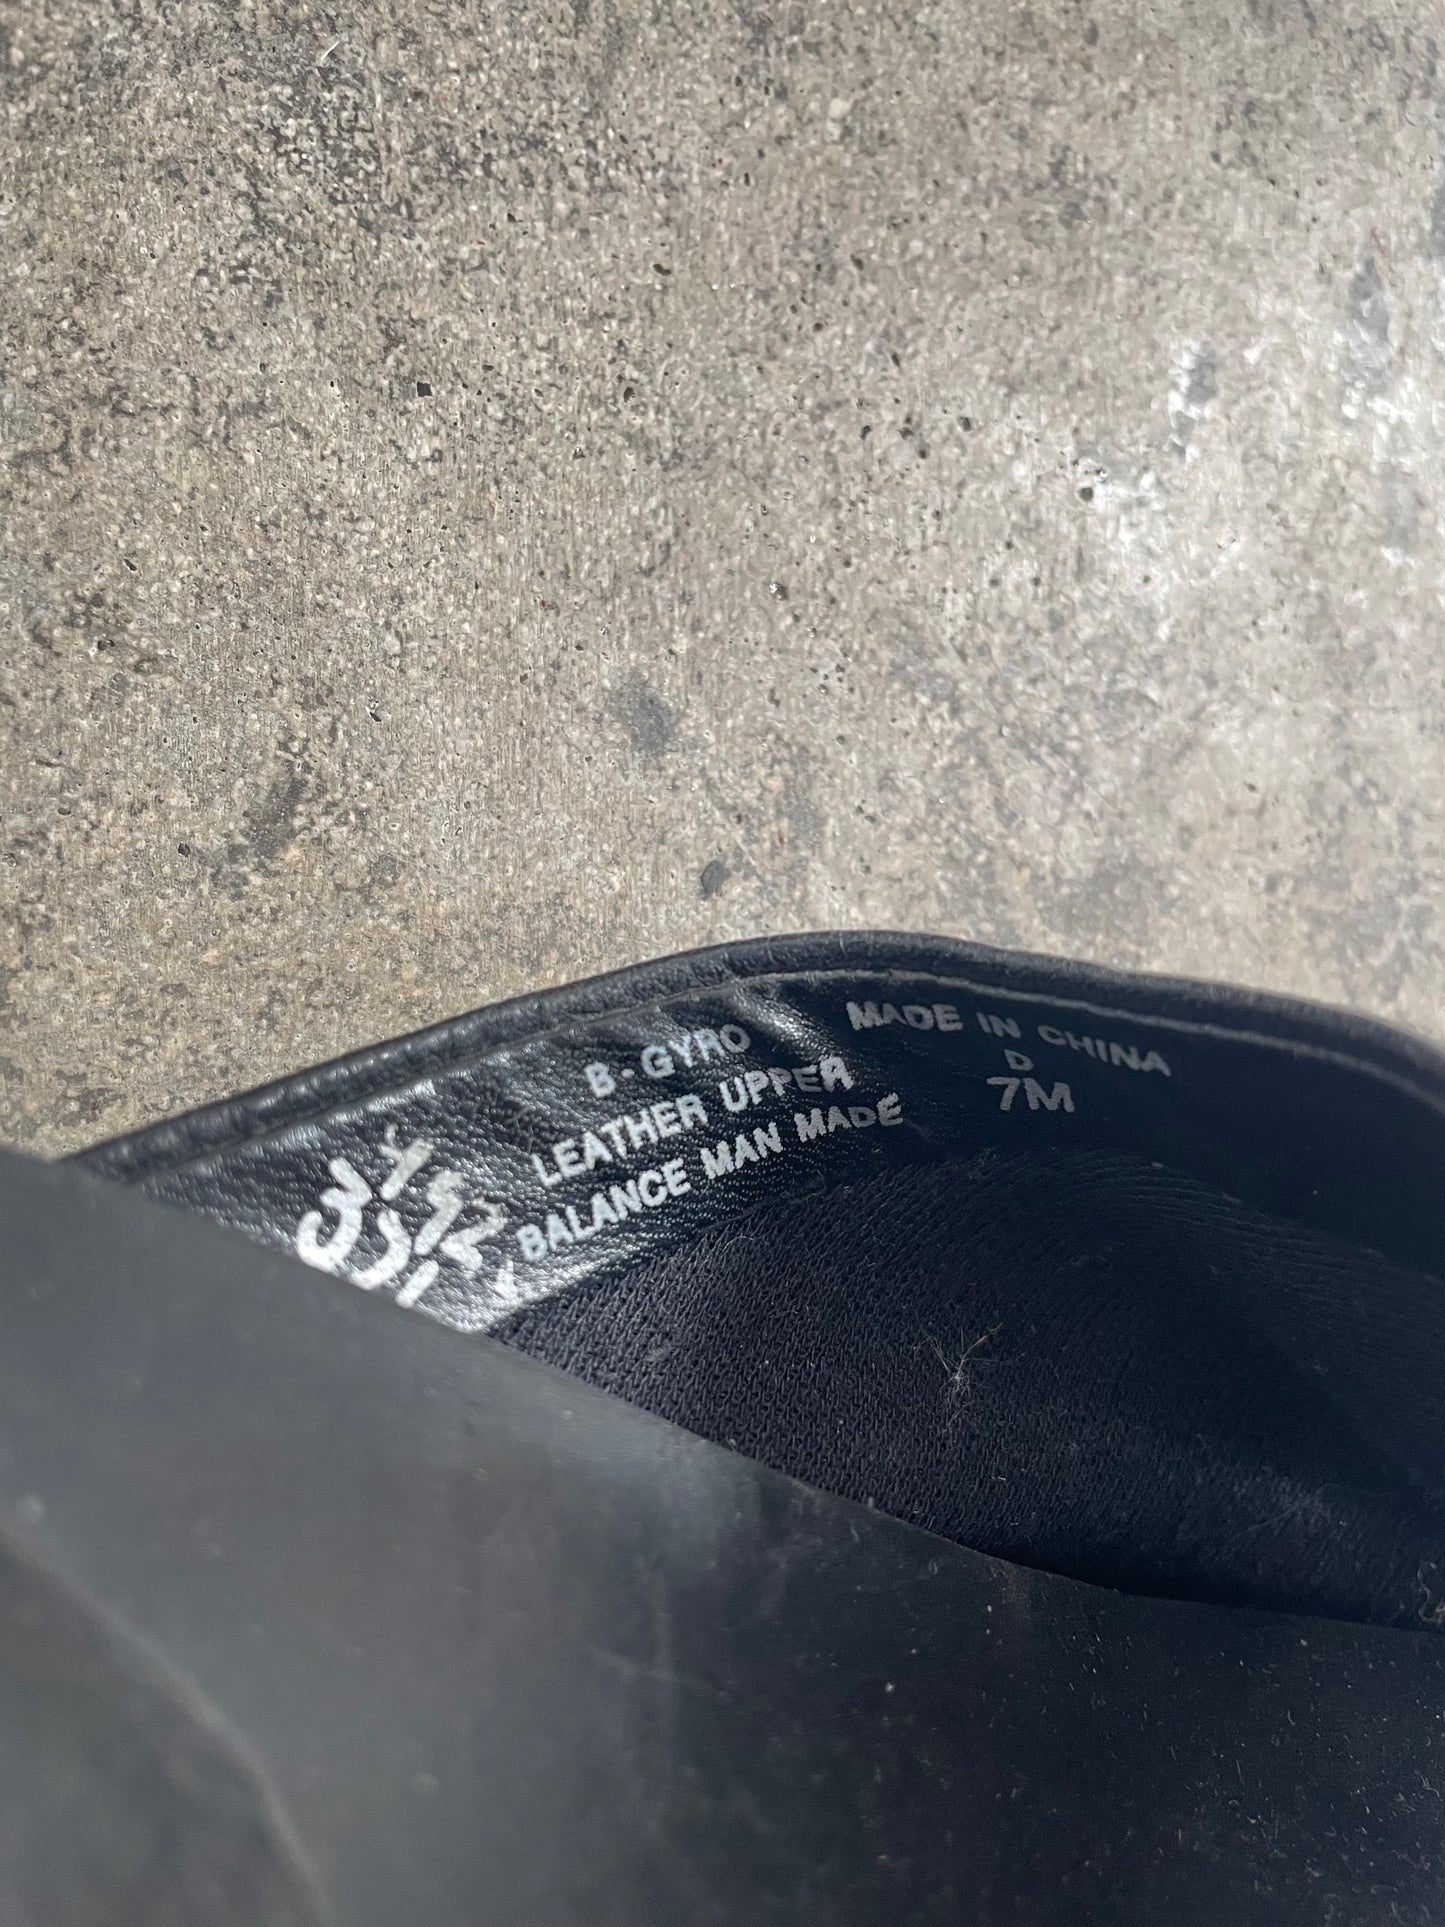 B-GYRO
LEATHER UPPER
BALANCE MAN MADE
MADE IN CHINA
D
7M